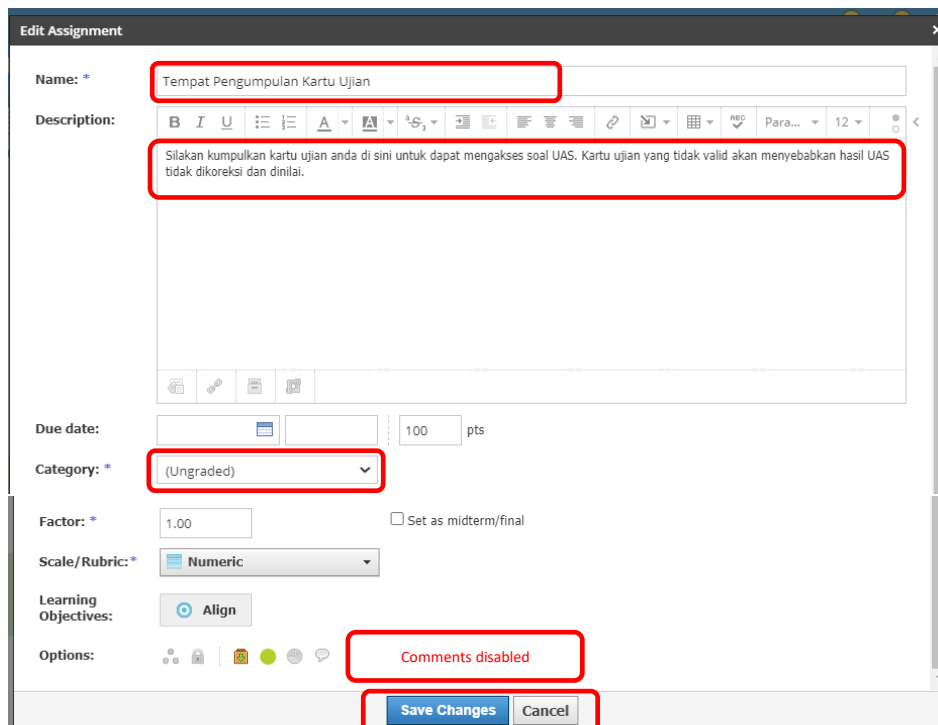 Edit Assignment
Name: *
Tempat Pengumpulan Kartu Ujian
Description:
B I U A A Para... 12
Silakan kumpulkan kartu ujian anda di sini untuk dapat mengakses soal UAS. Kartu ujian yang tidak valid akan menyebabkan hasil UAS
tidak dikoreksi dan dinilai.
Due date:
100 pts
Category: *
(Ungraded)
Factor: *
1.00
Set as midterm/final
Scale/Rubric:*
Numeric
Learning
Objectives:
Align
Options:
Comments disabled
Save Changes
Cancel